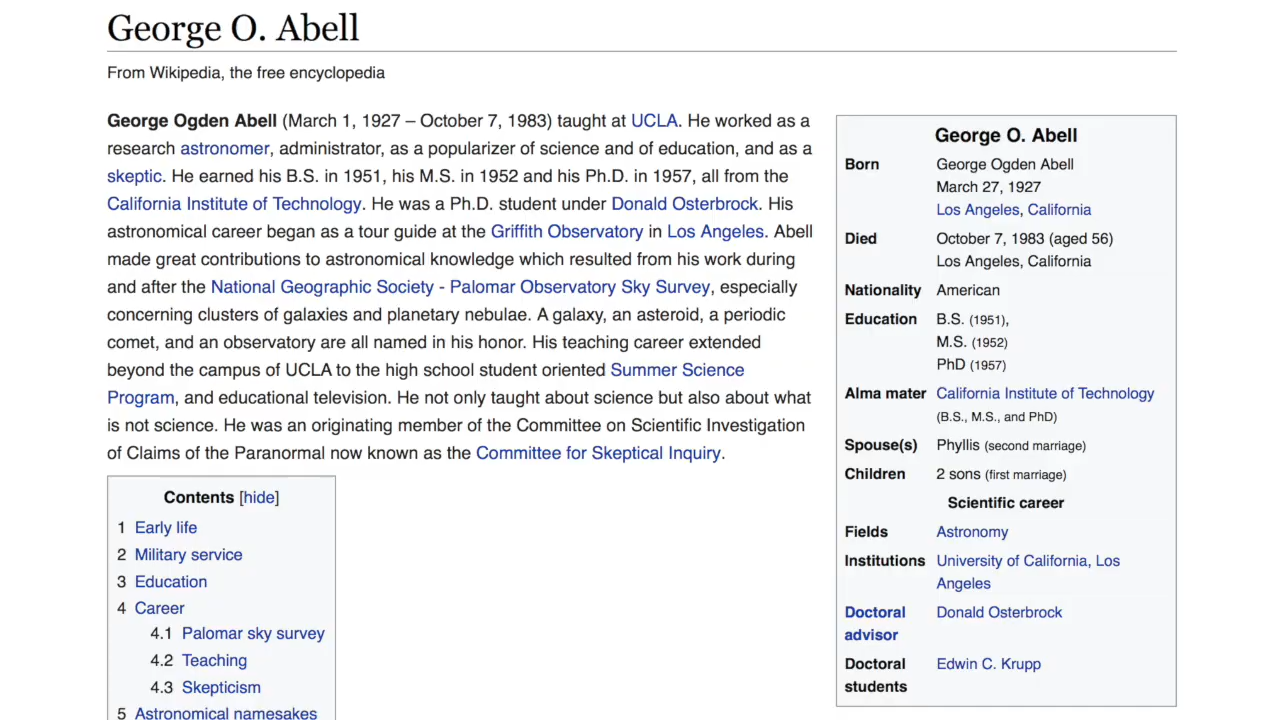 George O. Abell
From Wikipedia, the free encyclopedia
George Ogden Abell (March 1, 1927 – October 7, 1983) taught at UCLA. He worked as a
research astronomer, administrator, as a popularizer of science and of education, and as a
skeptic. He earned his B.S. in 1951, his M.S. in 1952 and his Ph.D. in 1957, all from the
California Institute of Technology. He was a Ph.D. student under Donald Osterbrock. His
astronomical career began as a tour guide at the Griffith Observatory in Los Angeles. Abell
made great contributions to astronomical knowledge which resulted from his work during
and after the National Geographic Society - Palomar Observatory Sky Survey, especially
concerning clusters of galaxies and planetary nebulae. A galaxy, an asteroid, a periodic
comet, and an observatory are all named in his honor. His teaching career extended
beyond the campus of UCLA to the high school student oriented Summer Science
Program, and educational television. He not only taught about science but also about what
is not science. He was an originating member of the Committee on Scientific Investigation
of Claims of the Paranormal now known as the Committee for Skeptical Inquiry.
Contents [hide]
1 Early life
2 Military service
3 Education
4 Career
4.1 Palomar sky survey
4.2 Teaching
4.3 Skepticism
5 Astronomical namesakes
George O. Abell
Born George Ogden Abell
March 27, 1927
Los Angeles, California
Died October 7, 1983 (aged 56)
Los Angeles, California
Nationality American
Education B.S. (1951),
M.S. (1952)
PhD (1957)
Alma mater California Institute of Technology
(B.S., M.S., and PhD)
Spouse(s) Phyllis (second marriage)
Children 2 sons (first marriage)
Scientific career
Fields Astronomy
Institutions University of California, Los
Angeles
Doctoral Donald Osterbrock
advisor
Doctoral Edwin C. Krupp
students